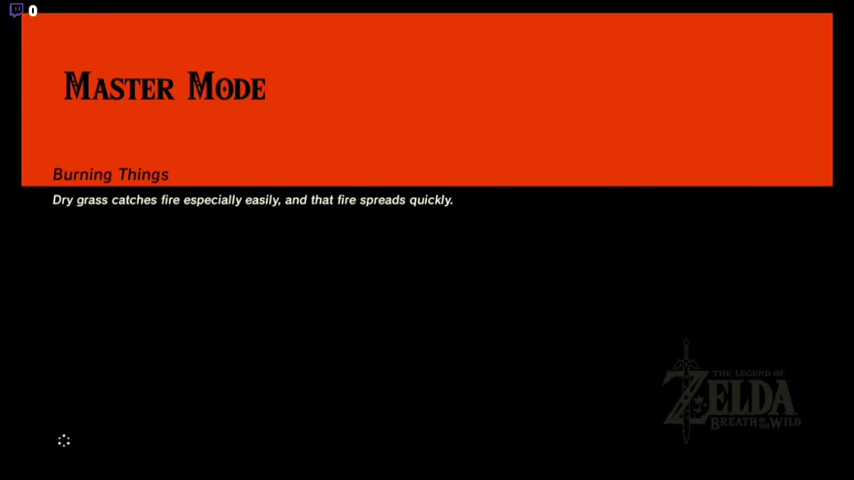 0
MASTER MODE
Burning Things
Dry grass catches fire especially easily, and that fire spreads quickly.
THE LEGEND OF
ZELDA
BREATH OF THE WILD